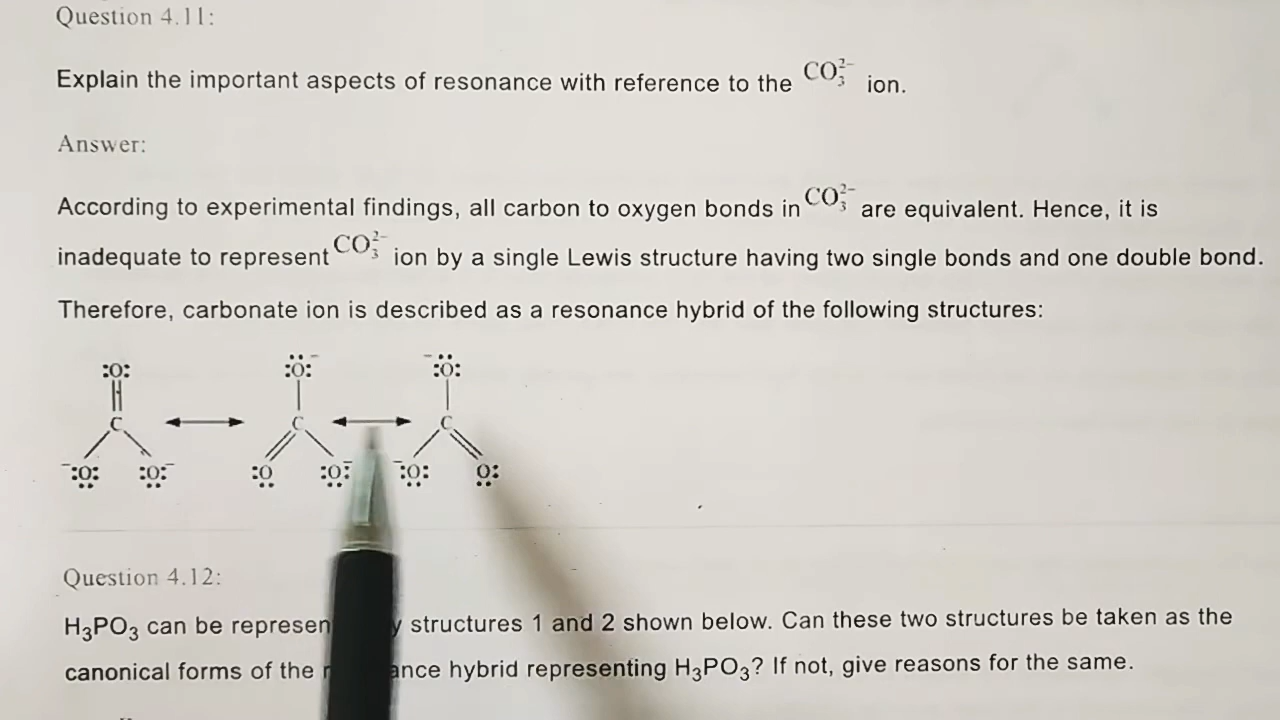 Question 4.11:
Explain the important aspects of resonance with reference to the CO₃²⁻ ion.
Answer:
According to experimental findings, all carbon to oxygen bonds in CO₃²⁻ are equivalent. Hence, it is
inadequate to represent CO₃²⁻ ion by a single Lewis structure having two single bonds and one double bond.
Therefore, carbonate ion is described as a resonance hybrid of the following structures:
:O: :O:⁻ ⁻:O:
C C C
⁻:O: :O:⁻ :O :O:⁻ ⁻:O: O:
Question 4.12:
H₃PO₃ can be structures 1 and 2 shown below. Can these two structures be taken as the
canonical forms of the hybrid representing H₃PO₃? If not, give reasons for the same.